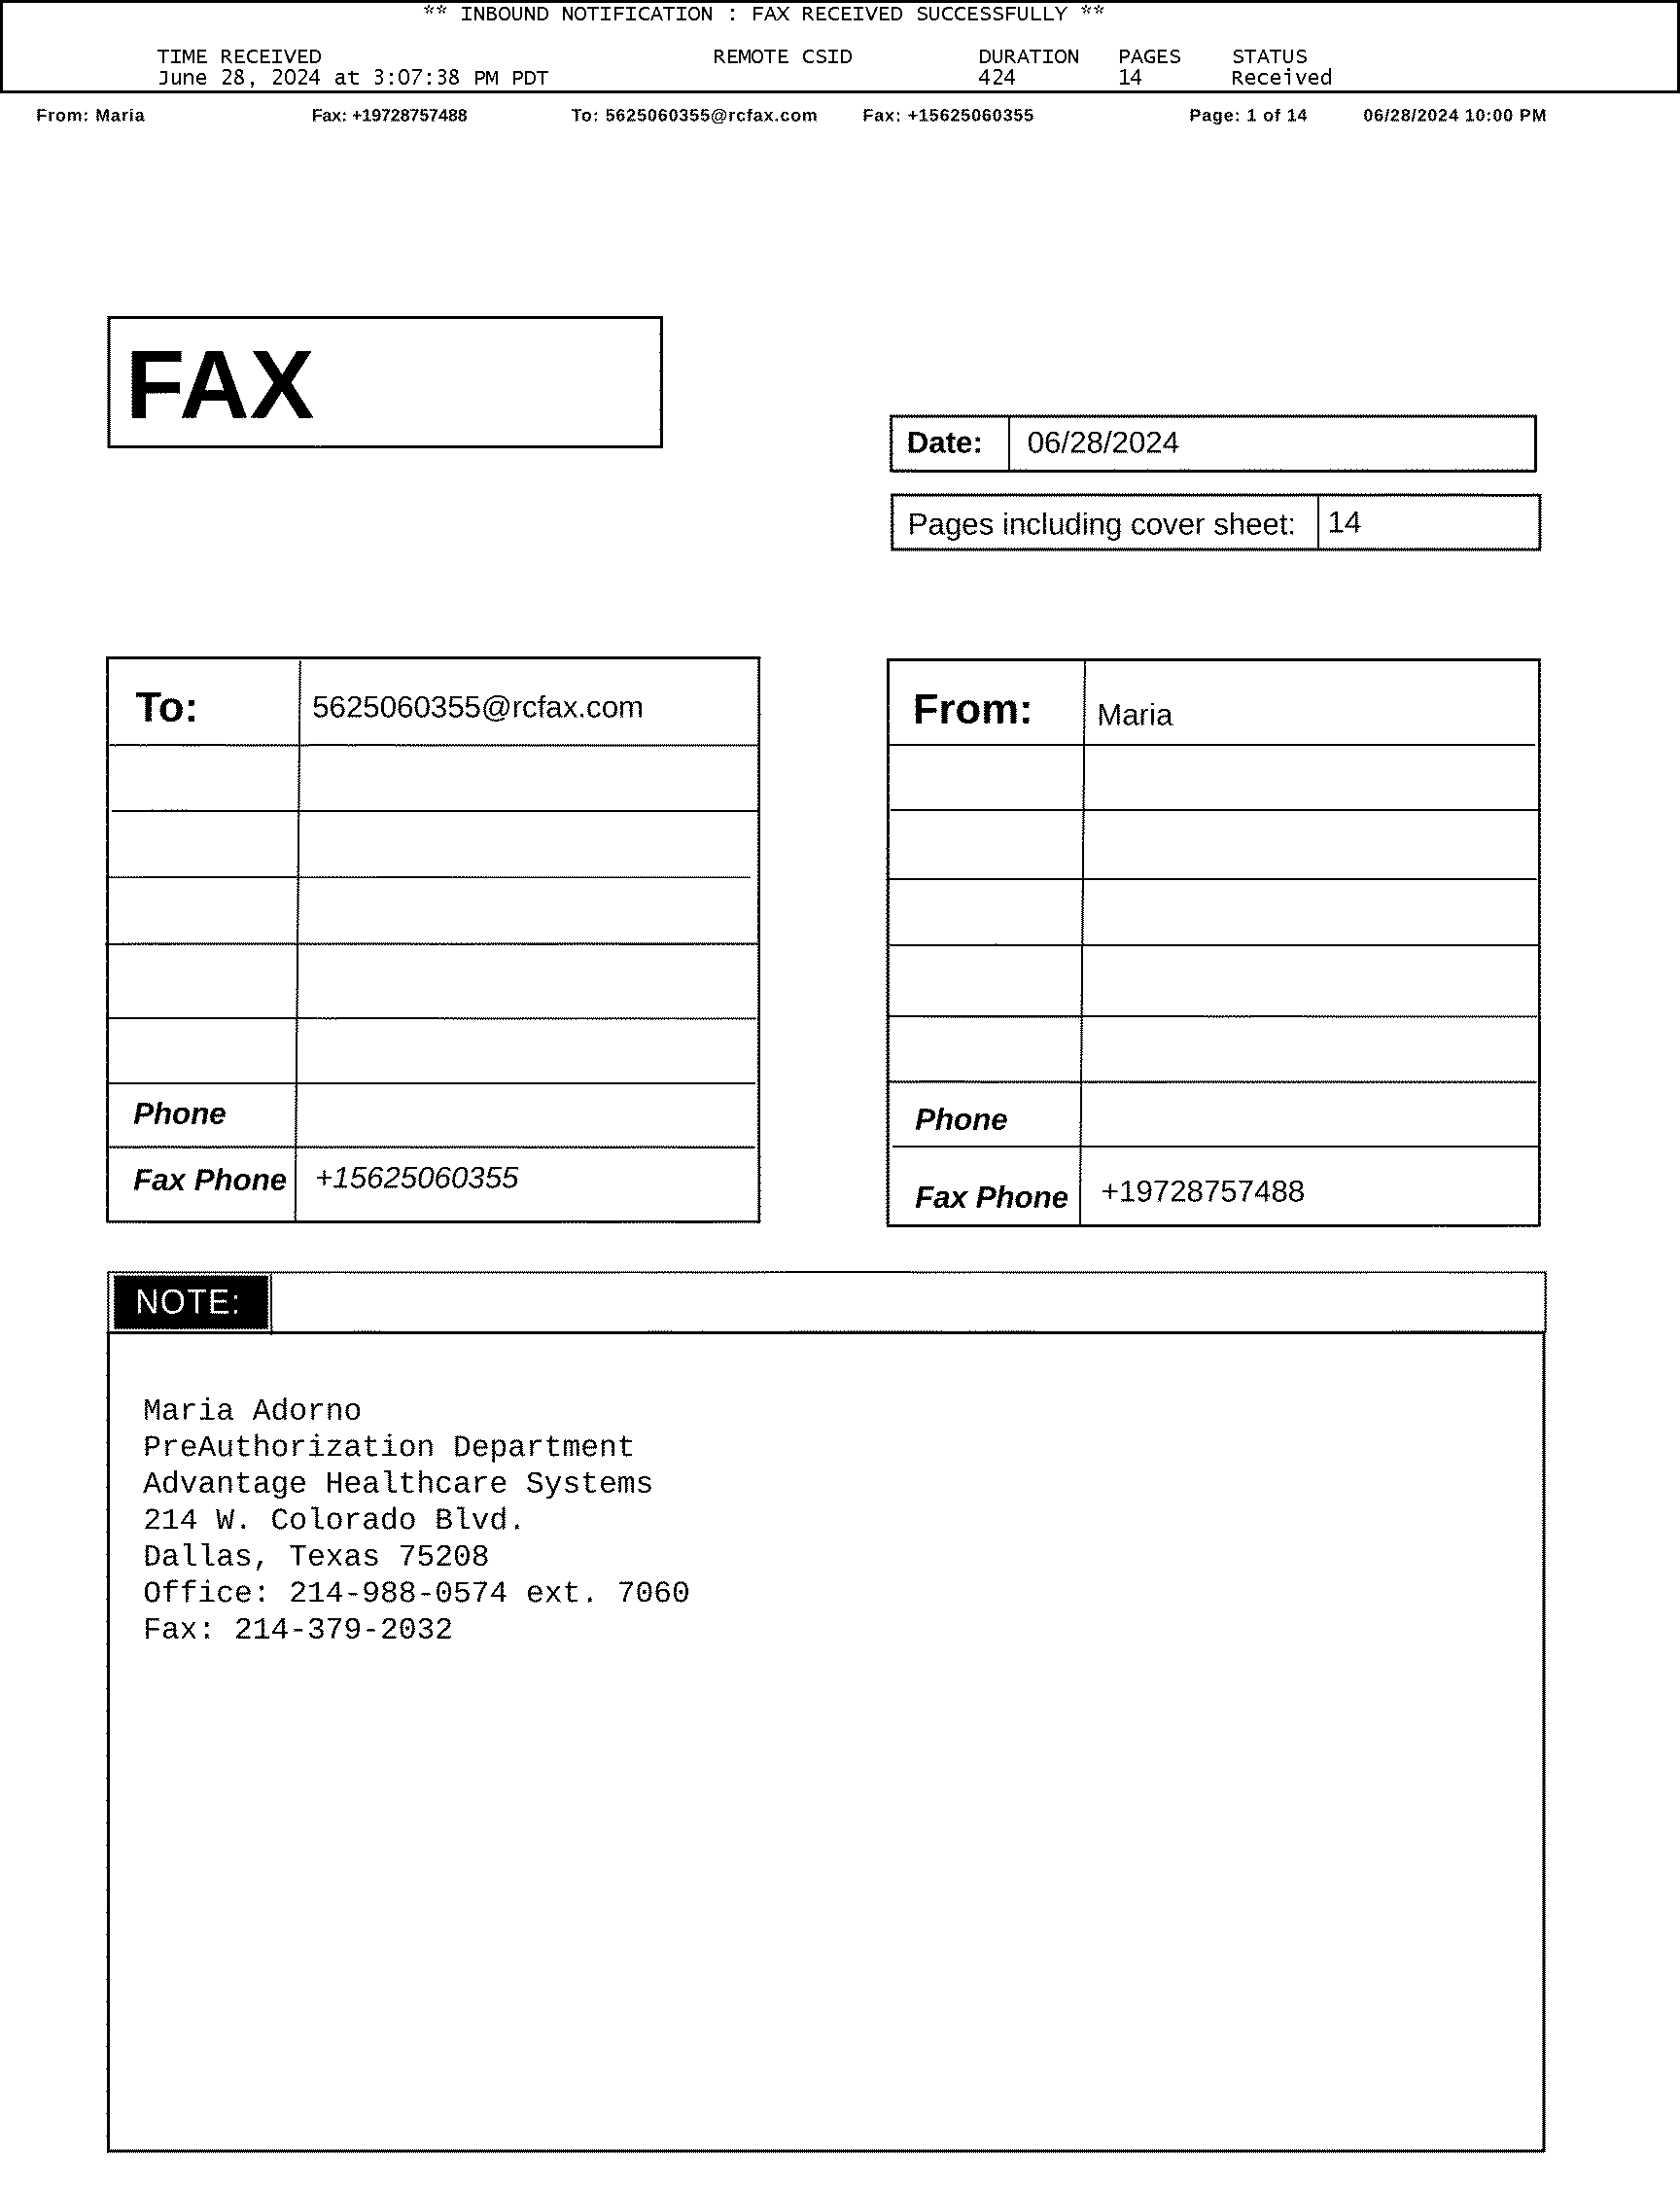 ** INBOUND NOTIFICATION : FAX RECEIVED SUCCESSFULLY **
TIME RECEIVED REMOTE CSID DURATION PAGES STATUS
June 28, 2024 at 3:07:38 PM PDT 424 14 Received
From: Maria Fax: +19728757488 To: 5625060355@rcfax.com Fax: +15625060355 Page: 1 of 14 06/28/2024 10:00 PM
FAX
Date: 06/28/2024
Pages including cover sheet: 14
To: 5625060355@rcfax.com
Phone
Fax Phone +15625060355
From: Maria
Phone
Fax Phone +19728757488
NOTE:
Maria Adorno
PreAuthorization Department
Advantage Healthcare Systems
214 W. Colorado Blvd.
Dallas, Texas 75208
Office: 214-988-0574 ext. 7060
Fax: 214-379-2032